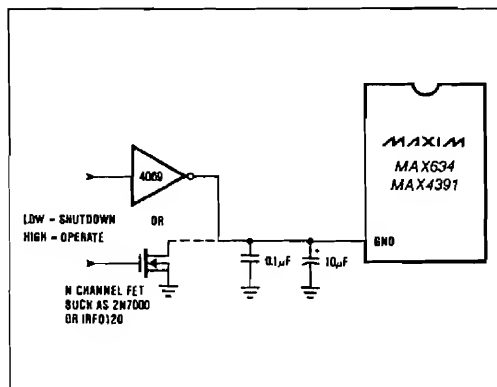 MAXIM
MAX634
MAX4391
4069
LOW – SHUTDOWN
HIGH – OPERATE
OR
GND
0.1µF
+
10µF
N CHANNEL FET
SUCH AS 2N7000
OR IRFD120